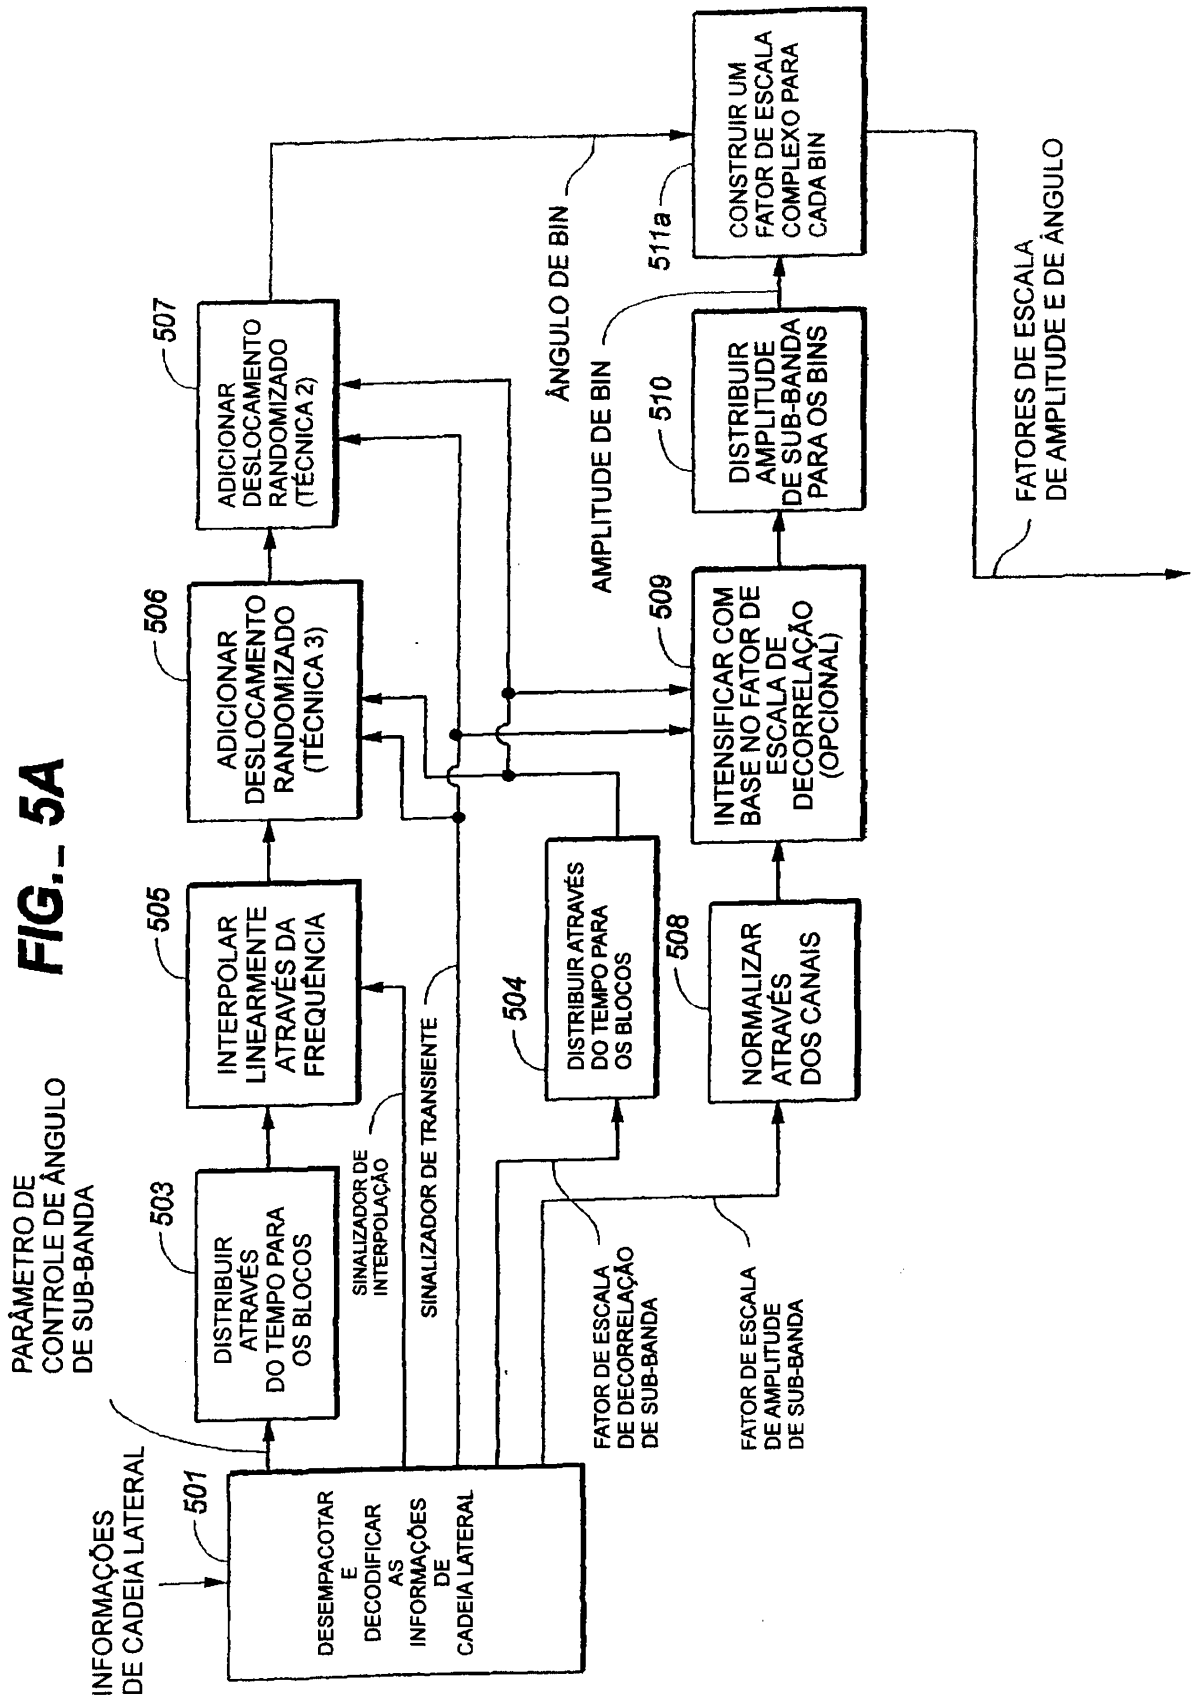 FIG._ 5A
INFORMAÇÕES
DE CADEIA LATERAL
501
DESEMPACOTAR
E
DECODIFICAR
AS
INFORMAÇÕES
DE
CADEIA LATERAL
PARÂMETRO DE
CONTROLE DE ÂNGULO
DE SUB-BANDA
503
DISTRIBUIR
ATRAVÉS
DO TEMPO PARA
OS BLOCOS
505
INTERPOLAR
LINEARMENTE
ATRAVÉS DA
FREQUÊNCIA
506
ADICIONAR
DESLOCAMENTO
RANDOMIZADO
(TÉCNICA 3)
507
ADICIONAR
DESLOCAMENTO
RANDOMIZADO
(TÉCNICA 2)
SINALIZADOR DE
INTERPOLAÇÃO
SINALIZADOR DE TRANSIENTE
504
DISTRIBUIR ATRAVÉS
DO TEMPO PARA
OS BLOCOS
FATOR DE ESCALA
DE DECORRELAÇÃO
DE SUB-BANDA
FATOR DE ESCALA
DE AMPLITUDE
DE SUB-BANDA
508
NORMALIZAR
ATRAVÉS
DOS CANAIS
509
INTENSIFICAR COM
BASE NO FATOR DE
ESCALA DE
DECORRELAÇÃO
(OPCIONAL)
510
DISTRIBUIR
AMPLITUDE
DE SUB-BANDA
PARA OS BINS
ÂNGULO DE BIN
AMPLITUDE DE BIN
511a
CONSTRUIR UM
FATOR DE ESCALA
COMPLEXO PARA
CADA BIN
FATORES DE ESCALA
DE AMPLITUDE E DE ÂNGULO